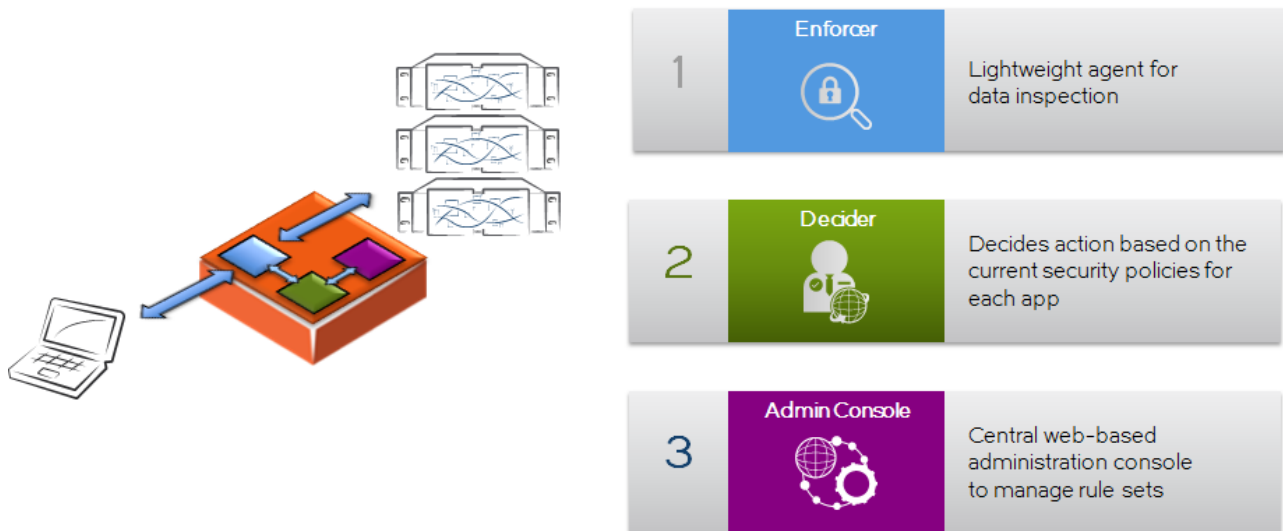 1
Enforcer
Lightweight agent for
data inspection
2
Decider
Decides action based on the
current security policies for
each app
3
Admin Console
Central web-based
administration console
to manage rule sets